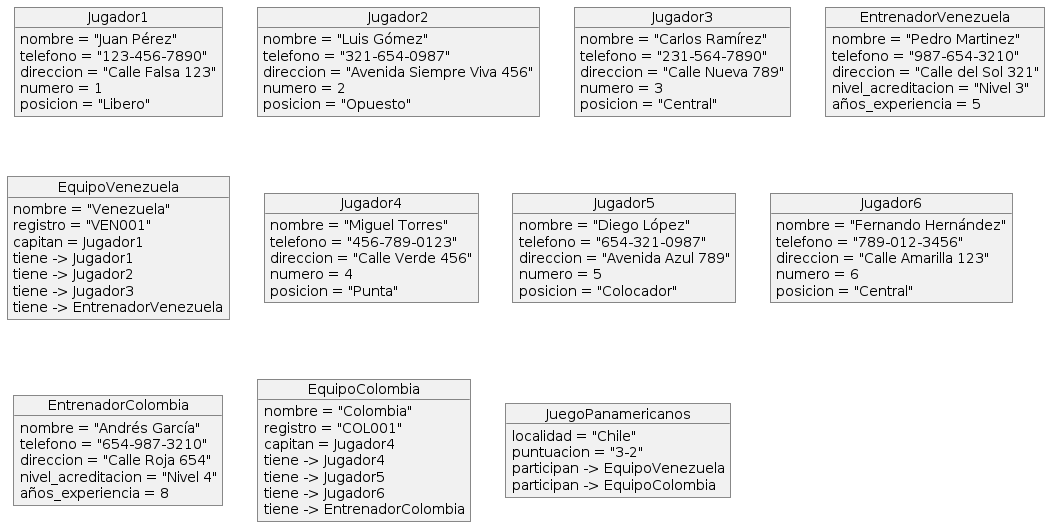 Jugador1
nombre = "Juan Pérez"
telefono = "123-456-7890"
direccion = "Calle Falsa 123"
numero = 1
posicion = "Libero"
Jugador2
nombre = "Luis Gómez"
telefono = "321-654-0987"
direccion = "Avenida Siempre Viva 456"
numero = 2
posicion = "Opuesto"
Jugador3
nombre = "Carlos Ramírez"
telefono = "231-564-7890"
direccion = "Calle Nueva 789"
numero = 3
posicion = "Central"
EntrenadorVenezuela
nombre = "Pedro Martinez"
telefono = "987-654-3210"
direccion = "Calle del Sol 321"
nivel_acreditacion = "Nivel 3"
años_experiencia = 5
EquipoVenezuela
nombre = "Venezuela"
registro = "VEN001"
capitan = Jugador1
tiene -> Jugador1
tiene -> Jugador2
tiene -> Jugador3
tiene -> EntrenadorVenezuela
Jugador4
nombre = "Miguel Torres"
telefono = "456-789-0123"
direccion = "Calle Verde 456"
numero = 4
posicion = "Punta"
Jugador5
nombre = "Diego López"
telefono = "654-321-0987"
direccion = "Avenida Azul 789"
numero = 5
posicion = "Colocador"
Jugador6
nombre = "Fernando Hernández"
telefono = "789-012-3456"
direccion = "Calle Amarilla 123"
numero = 6
posicion = "Central"
EntrenadorColombia
nombre = "Andrés García"
telefono = "654-987-3210"
direccion = "Calle Roja 654"
nivel_acreditacion = "Nivel 4"
años_experiencia = 8
EquipoColombia
nombre = "Colombia"
registro = "COL001"
capitan = Jugador4
tiene -> Jugador4
tiene -> Jugador5
tiene -> Jugador6
tiene -> EntrenadorColombia
JuegoPanamericanos
localidad = "Chile"
puntuacion = "3-2"
participan -> EquipoVenezuela
participan -> EquipoColombia